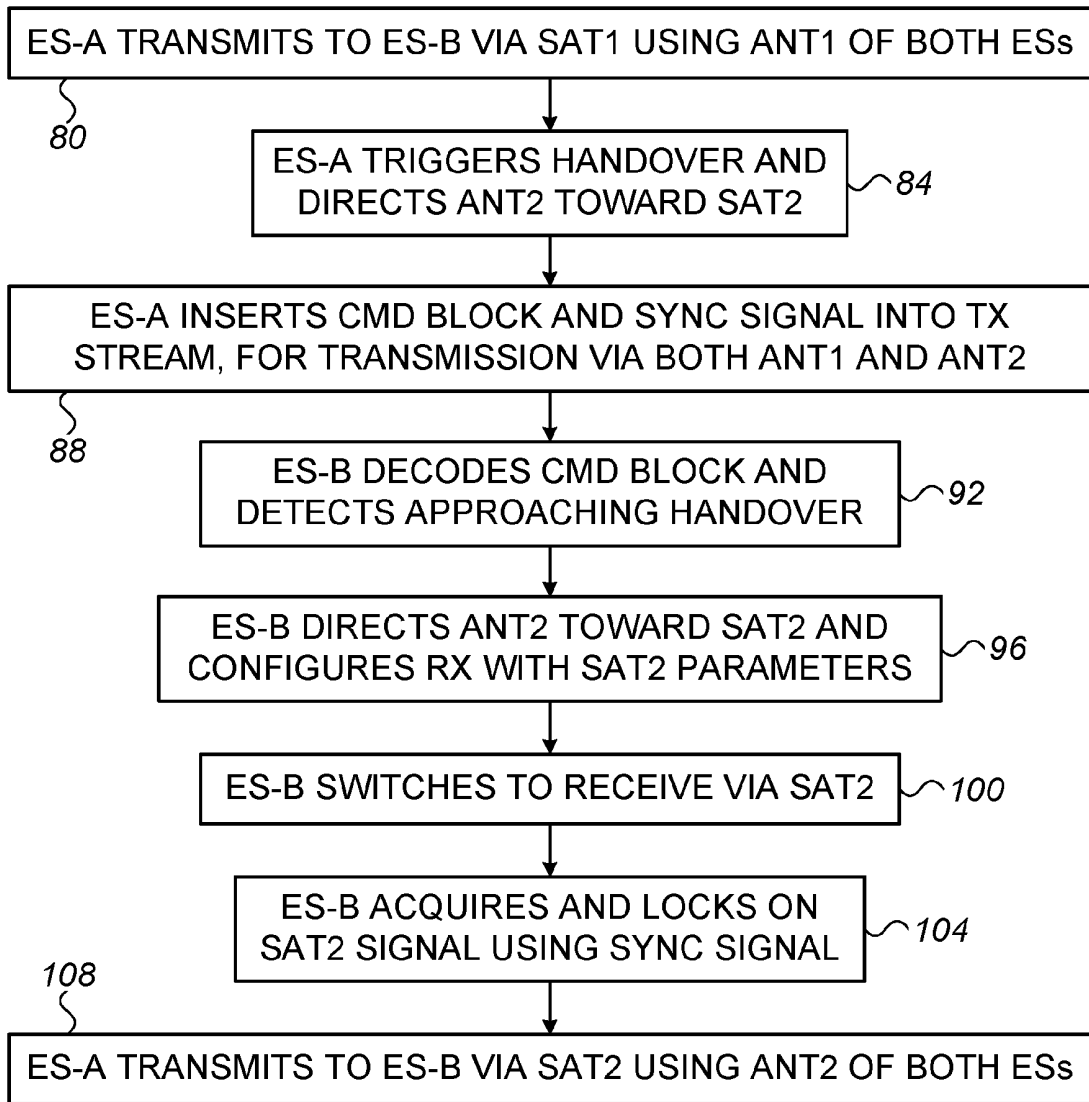 ES-A TRANSMITS TO ES-B VIA SAT1 USING ANT1 OF BOTH ESs
80
ES-A TRIGGERS HANDOVER AND
DIRECTS ANT2 TOWARD SAT2
84
ES-A INSERTS CMD BLOCK AND SYNC SIGNAL INTO TX
STREAM, FOR TRANSMISSION VIA BOTH ANT1 AND ANT2
88
ES-B DECODES CMD BLOCK AND
DETECTS APPROACHING HANDOVER
92
ES-B DIRECTS ANT2 TOWARD SAT2 AND
CONFIGURES RX WITH SAT2 PARAMETERS
96
ES-B SWITCHES TO RECEIVE VIA SAT2
100
ES-B ACQUIRES AND LOCKS ON
SAT2 SIGNAL USING SYNC SIGNAL
104
108
ES-A TRANSMITS TO ES-B VIA SAT2 USING ANT2 OF BOTH ESs